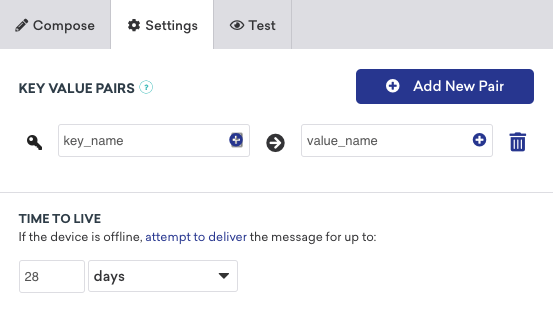 Compose
Settings
Test
KEY VALUE PAIRS ?
Add New Pair
key_name
value_name
TIME TO LIVE
If the device is offline, attempt to deliver the message for up to:
28
days